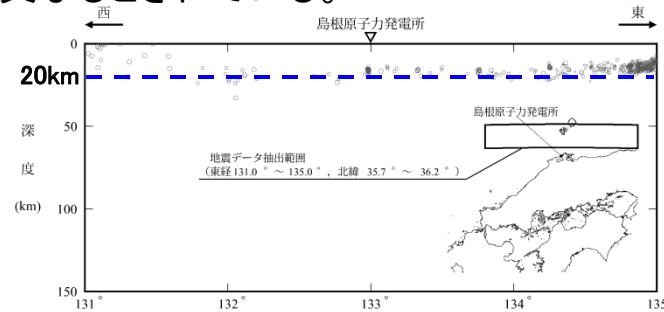 西
島根原子力発電所
東
0
20km
50
100
150
深
度
(km)
島根原子力発電所
地震データ抽出範囲
(東経 131.0 ° ~ 135.0 ° , 北緯 35.7 ° ~ 36.2 ° )
131 °
132 °
133 °
134 °
135